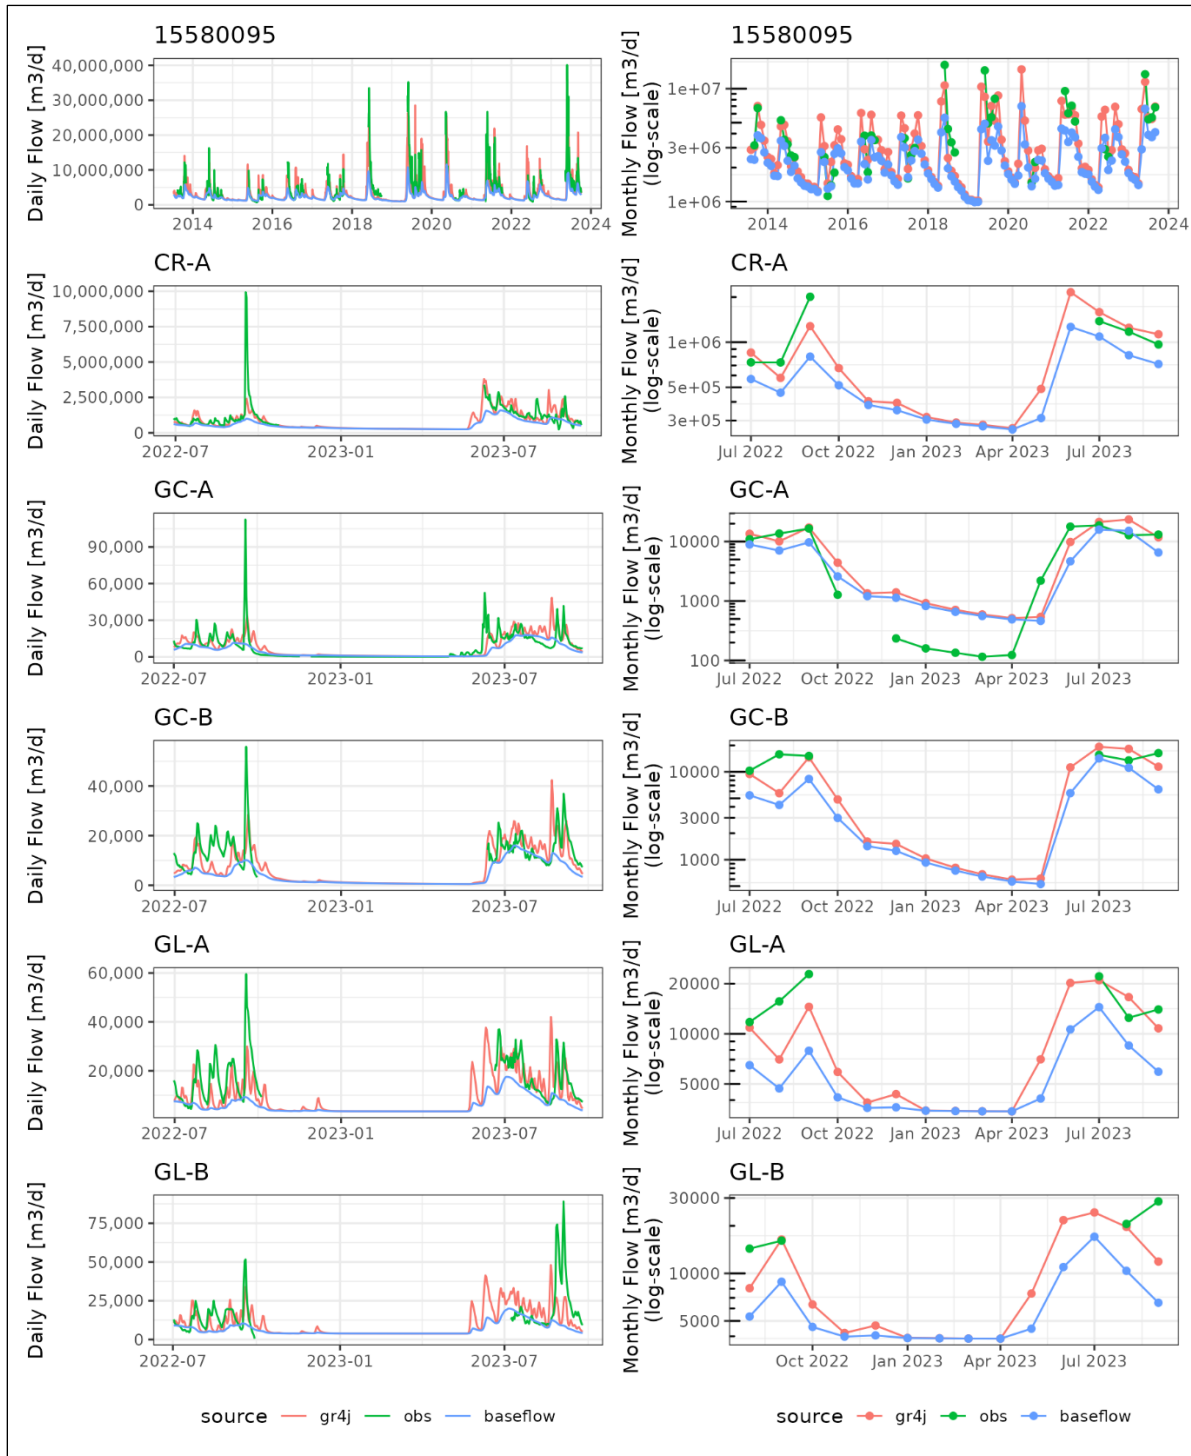 15580095
15580095
Daily Flow [m3/d]
40,000,000
30,000,000
20,000,000
10,000,000
0
2014 2016 2018 2020 2022 2024
Monthly Flow [m3/d]
(log-scale)
1e+07
3e+06
1e+06
2014 2016 2018 2020 2022 2024
CR-A
CR-A
Daily Flow [m3/d]
10,000,000
7,500,000
5,000,000
2,500,000
0
2022-07 2023-01 2023-07
Monthly Flow [m3/d]
(log-scale)
1e+06
5e+05
3e+05
Jul 2022 Oct 2022 Jan 2023 Apr 2023 Jul 2023
GC-A
GC-A
Daily Flow [m3/d]
90,000
60,000
30,000
0
2022-07 2023-01 2023-07
Monthly Flow [m3/d]
(log-scale)
10000
1000
100
Jul 2022 Oct 2022 Jan 2023 Apr 2023 Jul 2023
GC-B
GC-B
Daily Flow [m3/d]
40,000
20,000
0
2022-07 2023-01 2023-07
Monthly Flow [m3/d]
(log-scale)
10000
3000
1000
Jul 2022 Oct 2022 Jan 2023 Apr 2023 Jul 2023
GL-A
GL-A
Daily Flow [m3/d]
60,000
40,000
20,000
2022-07 2023-01 2023-07
Monthly Flow [m3/d]
(log-scale)
20000
10000
5000
Jul 2022 Oct 2022 Jan 2023 Apr 2023 Jul 2023
GL-B
GL-B
Daily Flow [m3/d]
75,000
50,000
25,000
0
2022-07 2023-01 2023-07
Monthly Flow [m3/d]
(log-scale)
30000
10000
5000
Oct 2022 Jan 2023 Apr 2023 Jul 2023
source gr4j obs baseflow
source gr4j obs baseflow